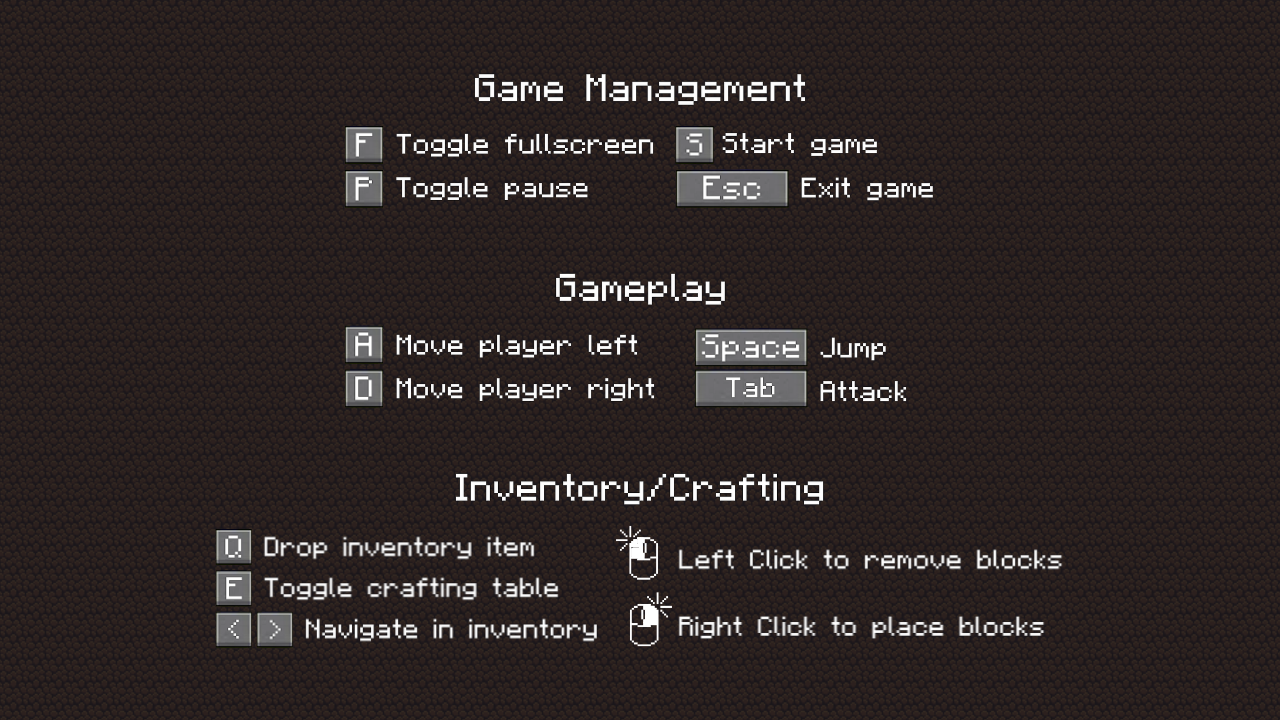 Game Management
F Toggle fullscreen S Start game
P Toggle pause Esc Exit game
Gameplay
A Move player left Space Jump
D Move player right Tab Attack
Inventory/Crafting
Q Drop inventory item
Left Click to remove blocks
E Toggle crafting table
< > Navigate in inventory
Right Click to place blocks